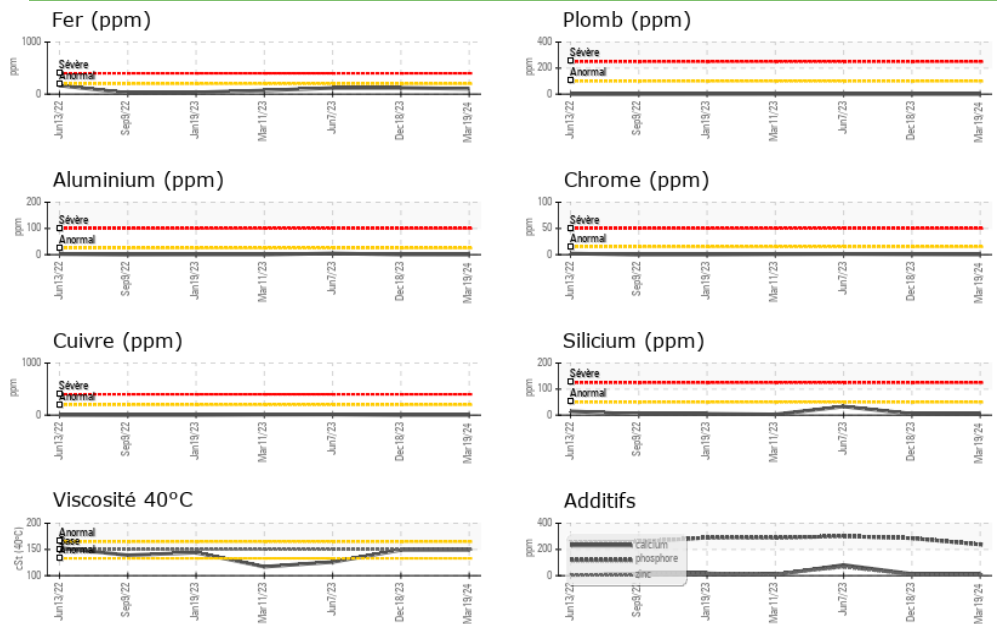 Fer (ppm)
ppm
1000
500
0
Sévère
Anormal
Jun13/22
Sep9/22
Jan19/23
Mar11/23
Jun7/23
Dec18/23
Mar19/24
Plomb (ppm)
ppm
400
200
0
Sévère
Anormal
Jun13/22
Sep9/22
Jan19/23
Mar11/23
Jun7/23
Dec18/23
Mar19/24
Aluminium (ppm)
ppm
200
100
0
Sévère
Anormal
Jun13/22
Sep9/22
Jan19/23
Mar11/23
Jun7/23
Dec18/23
Mar19/24
Chrome (ppm)
ppm
100
50
0
Sévère
Anormal
Jun13/22
Sep9/22
Jan19/23
Mar11/23
Jun7/23
Dec18/23
Mar19/24
Cuivre (ppm)
ppm
1000
500
0
Sévère
Anormal
Jun13/22
Sep9/22
Jan19/23
Mar11/23
Jun7/23
Dec18/23
Mar19/24
Silicium (ppm)
ppm
200
100
0
Sévère
Anormal
Jun13/22
Sep9/22
Jan19/23
Mar11/23
Jun7/23
Dec18/23
Mar19/24
Viscosité 40°C
cSt (40°C)
200
150
100
Anormal
Base
Anormal
Jun13/22
Sep9/22
Jan19/23
Mar11/23
Jun7/23
Dec18/23
Mar19/24
Additifs
ppm
400
200
0
calcium
phosphore
zinc
Jun13/22
Sep9/22
Jan19/23
Mar11/23
Jun7/23
Dec18/23
Mar19/24